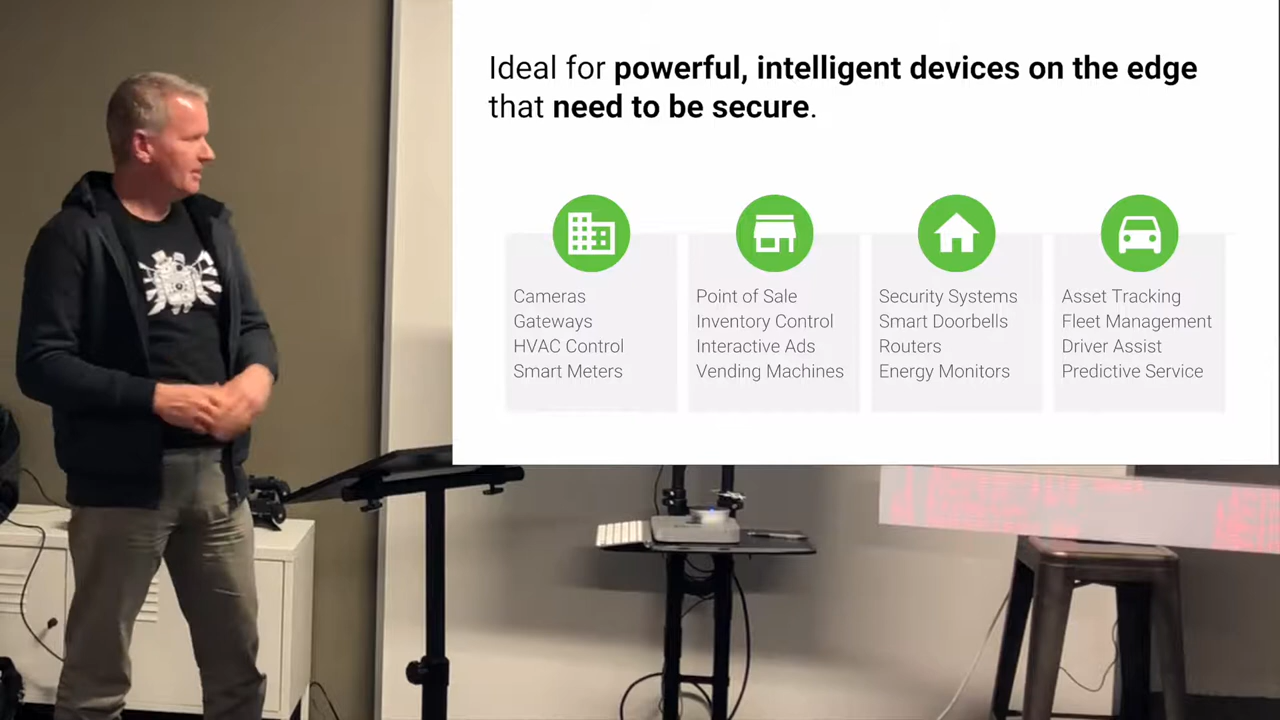 Ideal for powerful, intelligent devices on the edge
that need to be secure.
Cameras
Gateways
HVAC Control
Smart Meters
Point of Sale
Inventory Control
Interactive Ads
Vending Machines
Security Systems
Smart Doorbells
Routers
Energy Monitors
Asset Tracking
Fleet Management
Driver Assist
Predictive Service